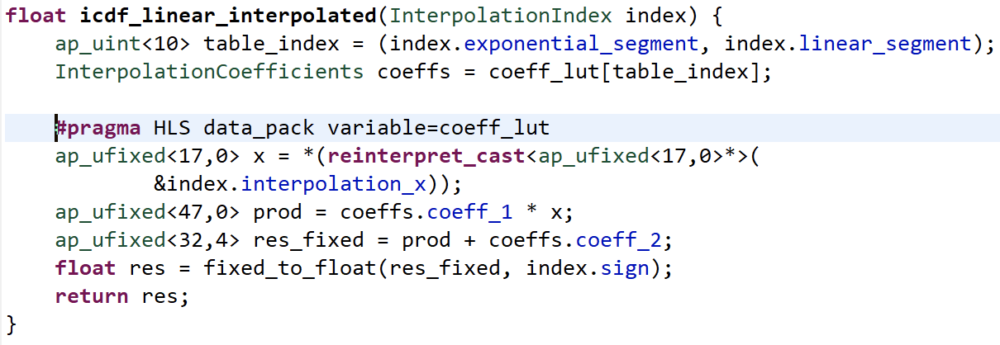 float icdf_linear_interpolated(InterpolationIndex index) {
    ap_uint<10> table_index = (index.exponential_segment, index.linear_segment);
    InterpolationCoefficients coeffs = coeff_lut[table_index];

    #pragma HLS data_pack variable=coeff_lut
    ap_ufixed<17,0> x = *(reinterpret_cast<ap_ufixed<17,0>*>(
            &index.interpolation_x));
    ap_ufixed<47,0> prod = coeffs.coeff_1 * x;
    ap_ufixed<32,4> res_fixed = prod + coeffs.coeff_2;
    float res = fixed_to_float(res_fixed, index.sign);
    return res;
}